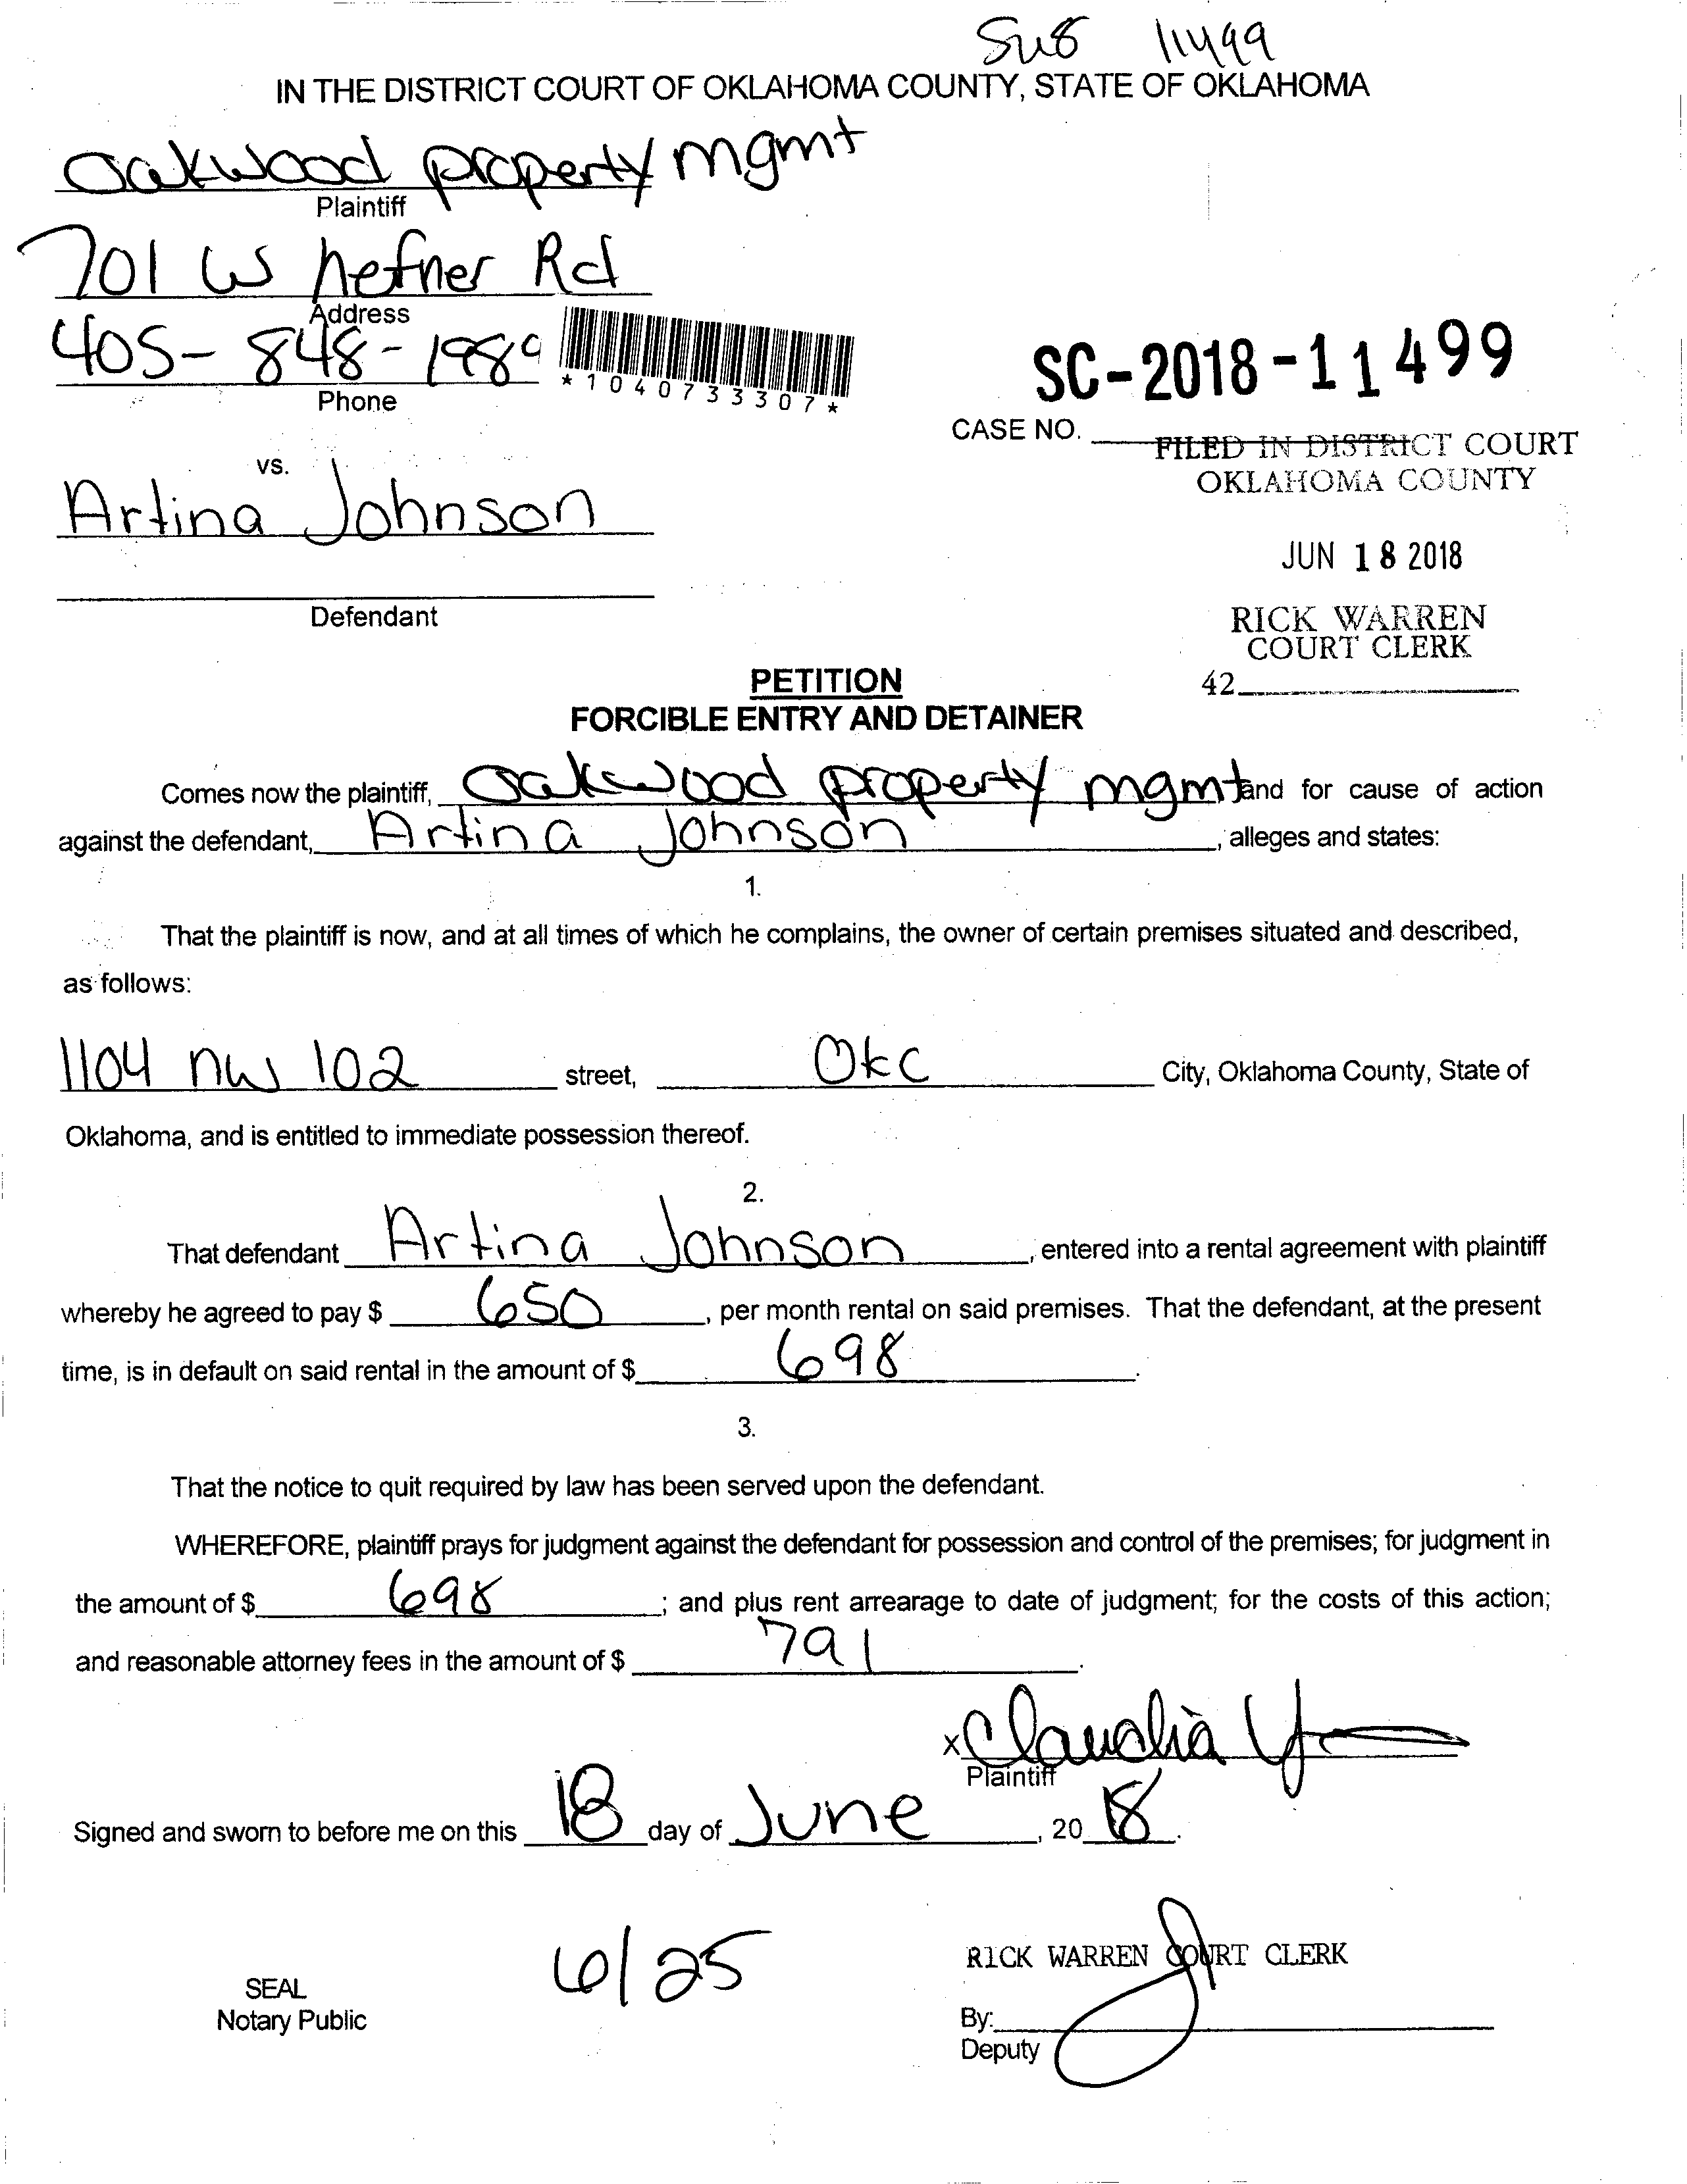 11499
IN THE DISTRICT COURT OF OKLAHOMA COUNTY, STATE OF OKLAHOMA
Oakwood property mgmt
Plaintiff
701 W hefner Rd
Address
405-848-1989
*1040733307*
Phone
SC-2018-11499
CASE NO.
FILED IN DISTRICT COURT
OKLAHOMA COUNTY
vs.
Artina Johnson
JUN 18 2018
Defendant
RICK WARREN
COURT CLERK
42
PETITION
FORCIBLE ENTRY AND DETAINER
Comes now the plaintiff, Oakwood property mgmt and for cause of action
against the defendant, Artina Johnson, alleges and states:
1.
That the plaintiff is now, and at all times of which he complains, the owner of certain premises situated and described,
as follows:
1104 nw 102 street, Okc City, Oklahoma County, State of
Oklahoma, and is entitled to immediate possession thereof.
2.
That defendant Artina Johnson, entered into a rental agreement with plaintiff
whereby he agreed to pay $ 650, per month rental on said premises. That the defendant, at the present
time, is in default on said rental in the amount of $ 698.
3.
That the notice to quit required by law has been served upon the defendant.
WHEREFORE, plaintiff prays for judgment against the defendant for possession and control of the premises; for judgment in
the amount of $ 698; and plus rent arrearage to date of judgment; for the costs of this action;
and reasonable attorney fees in the amount of $ 791.
x Claudia
Plaintiff
Signed and sworn to before me on this 18 day of June, 2018.
6/25
RICK WARREN COURT CLERK
SEAL
Notary Public
By:
Deputy